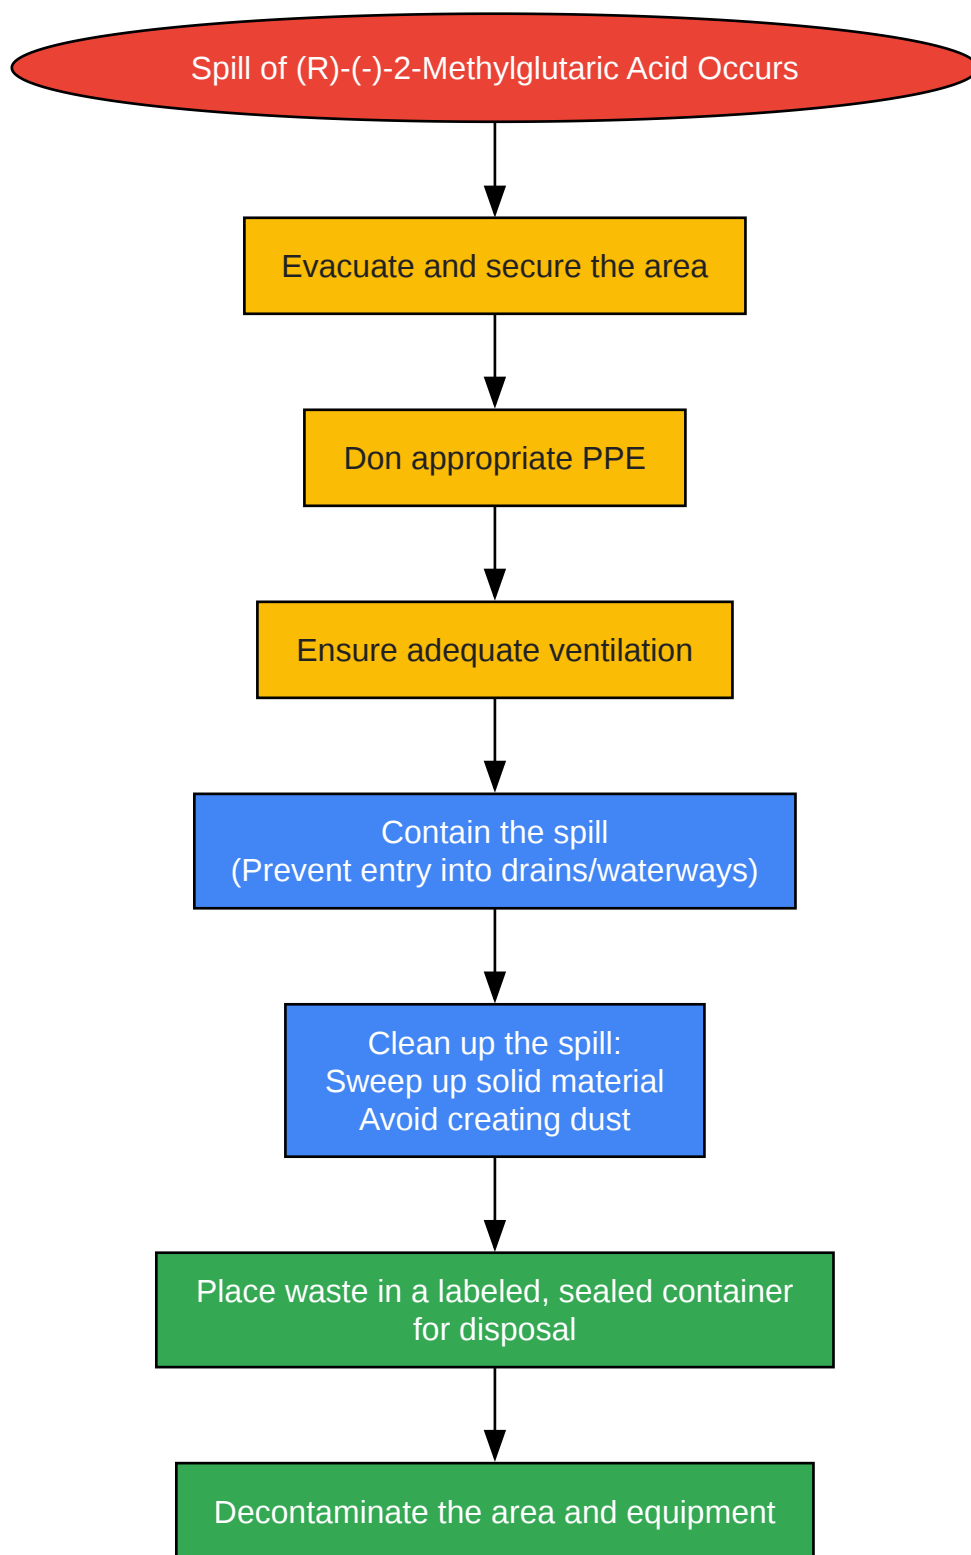 Spill of (R)-(-)-2-Methylglutaric Acid Occurs
Evacuate and secure the area
Don appropriate PPE
Ensure adequate ventilation
Contain the spill
(Prevent entry into drains/waterways)
Clean up the spill:
Sweep up solid material
Avoid creating dust
Place waste in a labeled, sealed container
for disposal
Decontaminate the area and equipment